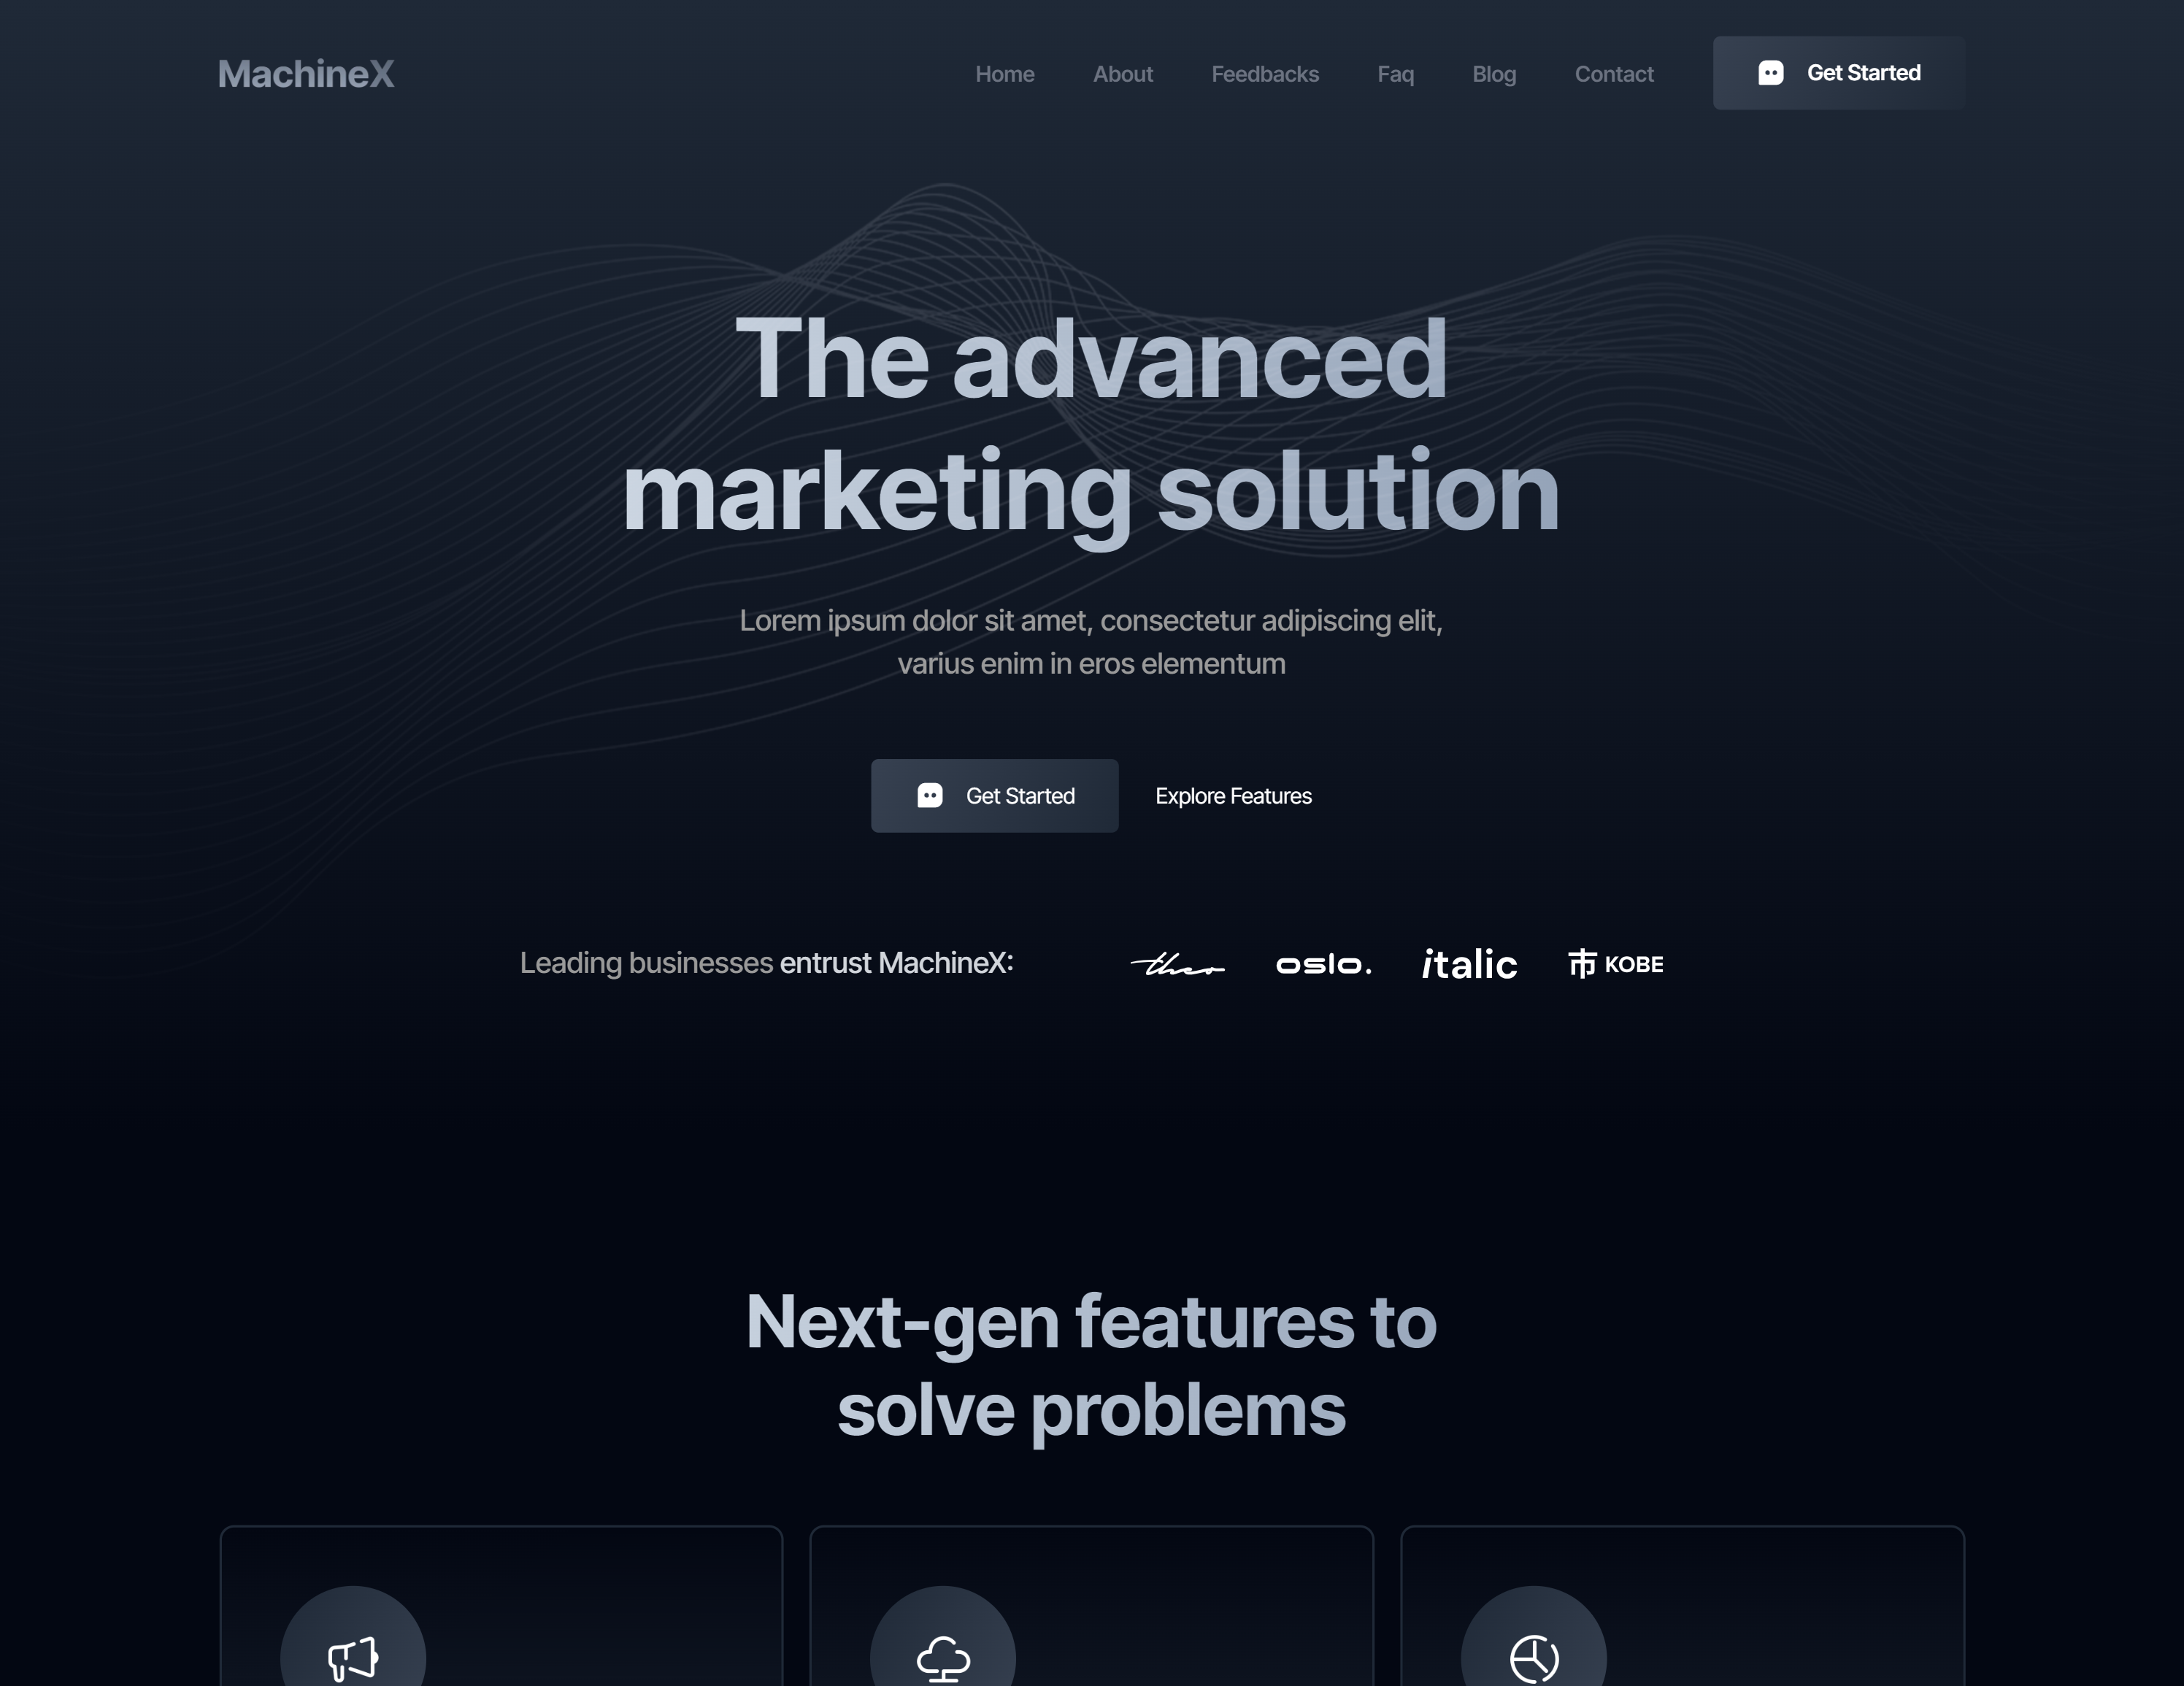 MachineX
Home About Feedbacks Faq Blog Contact Get Started
The advanced
marketing solution
Lorem ipsum dolor sit amet, consectetur adipiscing elit,
varius enim in eros elementum
Get Started Explore Features
Leading businesses entrust MachineX: theo oslo. italic 市 KOBE
Next-gen features to
solve problems